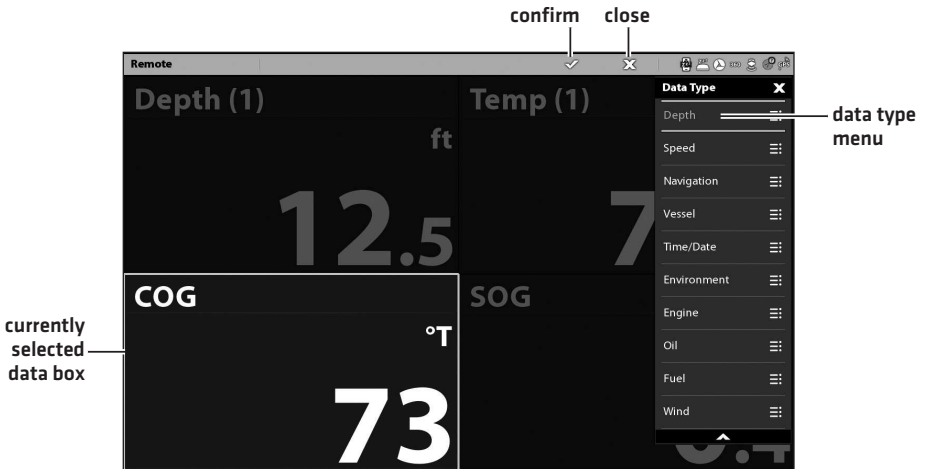 confirm close
Remote
Depth (1)
ft
12.5
Temp (1)
7
COG
°T
73
SOG
Data Type X
Depth
Speed
Navigation
Vessel
Time/Date
Environment
Engine
Oil
Fuel
Wind
data type
menu
currently
selected
data box